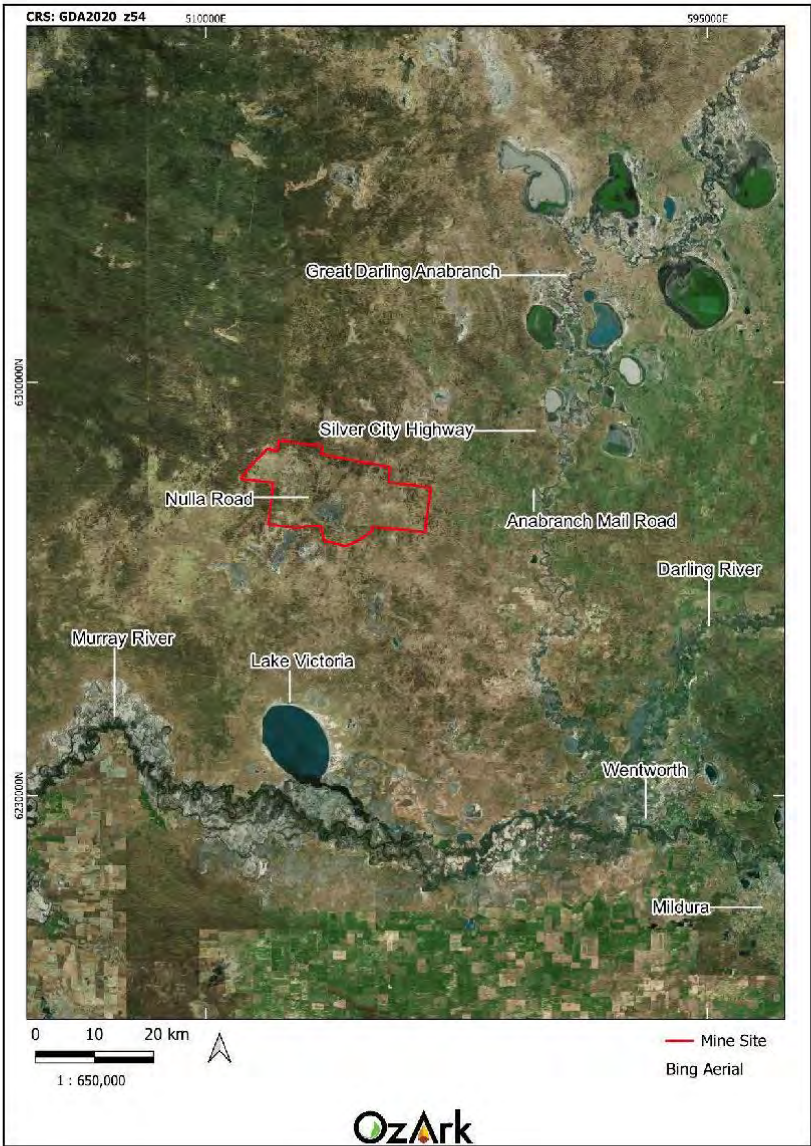 CRS: GDA2020 z54
510000E
595000E
Great Darling Anabranch
6300000N
Silver City Highway
Nulla Road
Anabranch Mail Road
Darling River
Murray River
Lake Victoria
Wentworth
6230000N
Mildura
0 10 20 km
1 : 650,000
Mine Site
Bing Aerial
OzArk